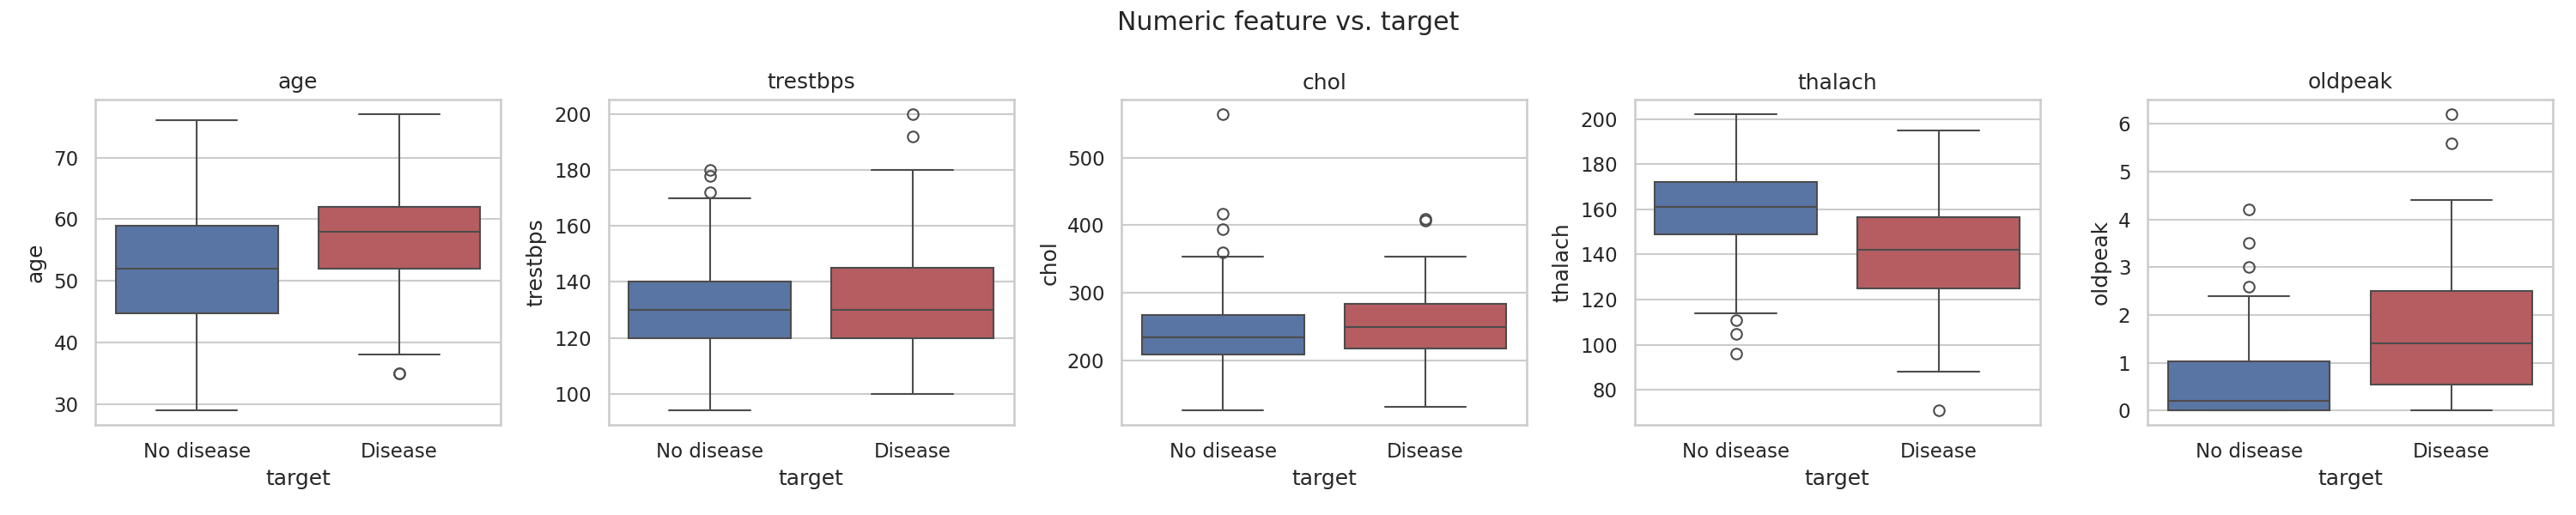 Numeric feature vs. target
age
70
60
50
40
30
age
No disease
Disease
target
trestbps
200
180
160
140
120
100
trestbps
No disease
Disease
target
chol
500
400
300
200
chol
No disease
Disease
target
thalach
200
180
160
140
120
100
80
thalach
No disease
Disease
target
oldpeak
6
5
4
3
2
1
0
oldpeak
No disease
Disease
target